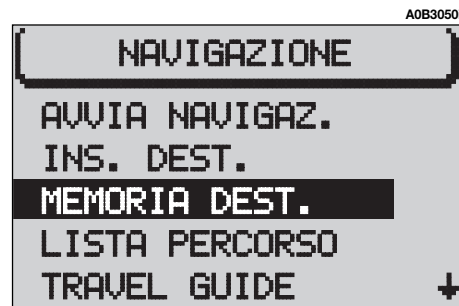 A0B3050
NAVIGAZIONE
AVVIA NAVIGAZ.
INS. DEST.
MEMORIA DEST.
LISTA PERCORSO
TRAVEL GUIDE